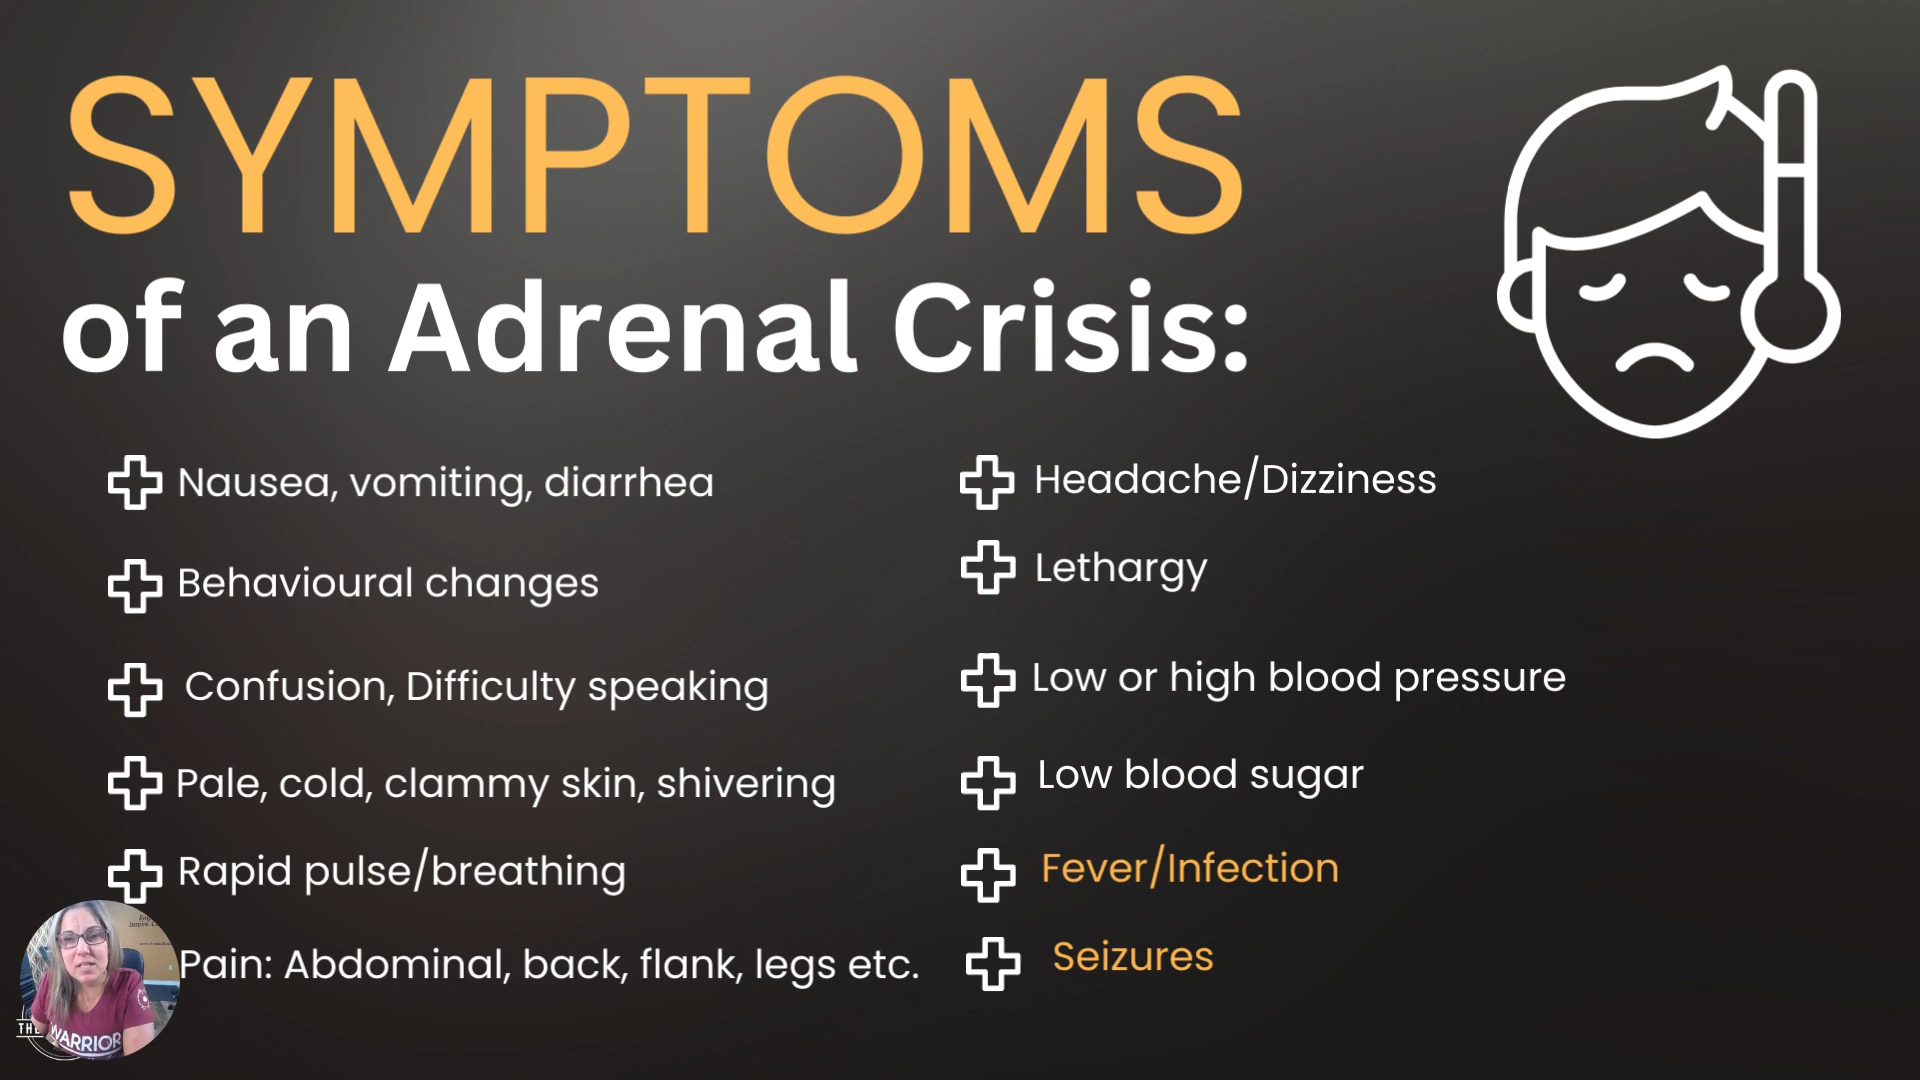 SYMPTOMS
of an Adrenal Crisis:
Nausea, vomiting, diarrhea
Behavioural changes
Confusion, Difficulty speaking
Pale, cold, clammy skin, shivering
Rapid pulse/breathing
Pain: Abdominal, back, flank, legs etc.
Headache/Dizziness
Lethargy
Low or high blood pressure
Low blood sugar
Fever/Infection
Seizures
THE
WARRIOR